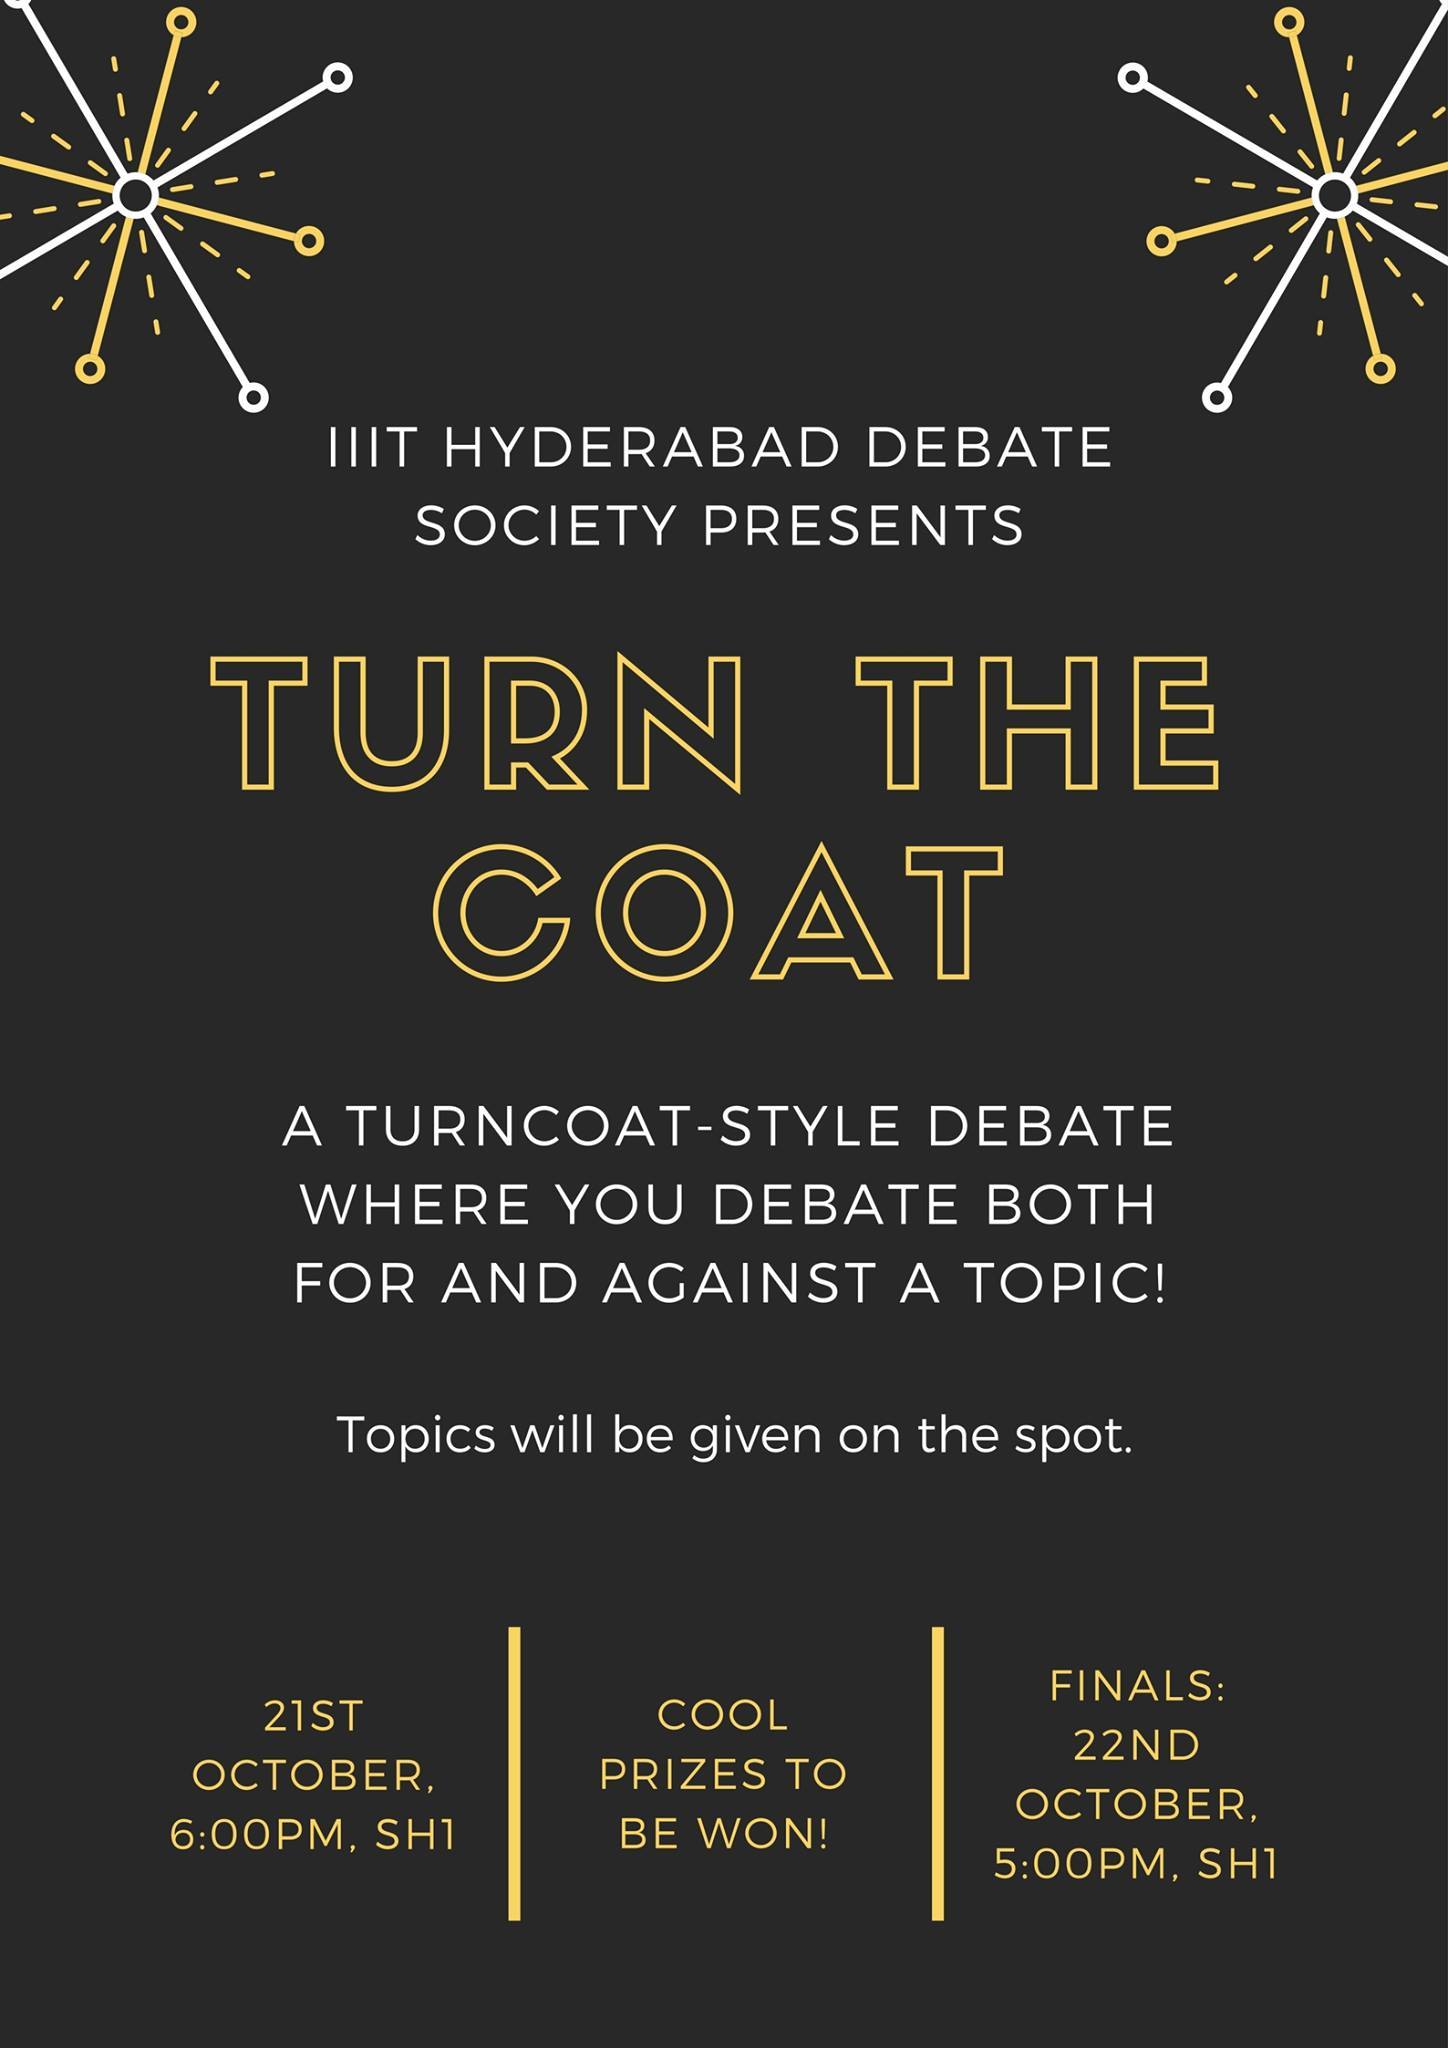 IIIT HYDERABAD DEBATE
SOCIETY PRESENTS
TURN THE
COAT
A TURNCOAT-STYLE DEBATE
WHERE YOU DEBATE BOTH
FOR AND AGAINST A TOPIC!
Topics will be given on the spot.
21ST
OCTOBER,
6:00PM, SH1
COOL
PRIZES TO
BE WON!
FINALS:
22ND
OCTOBER,
5:00PM, SH1